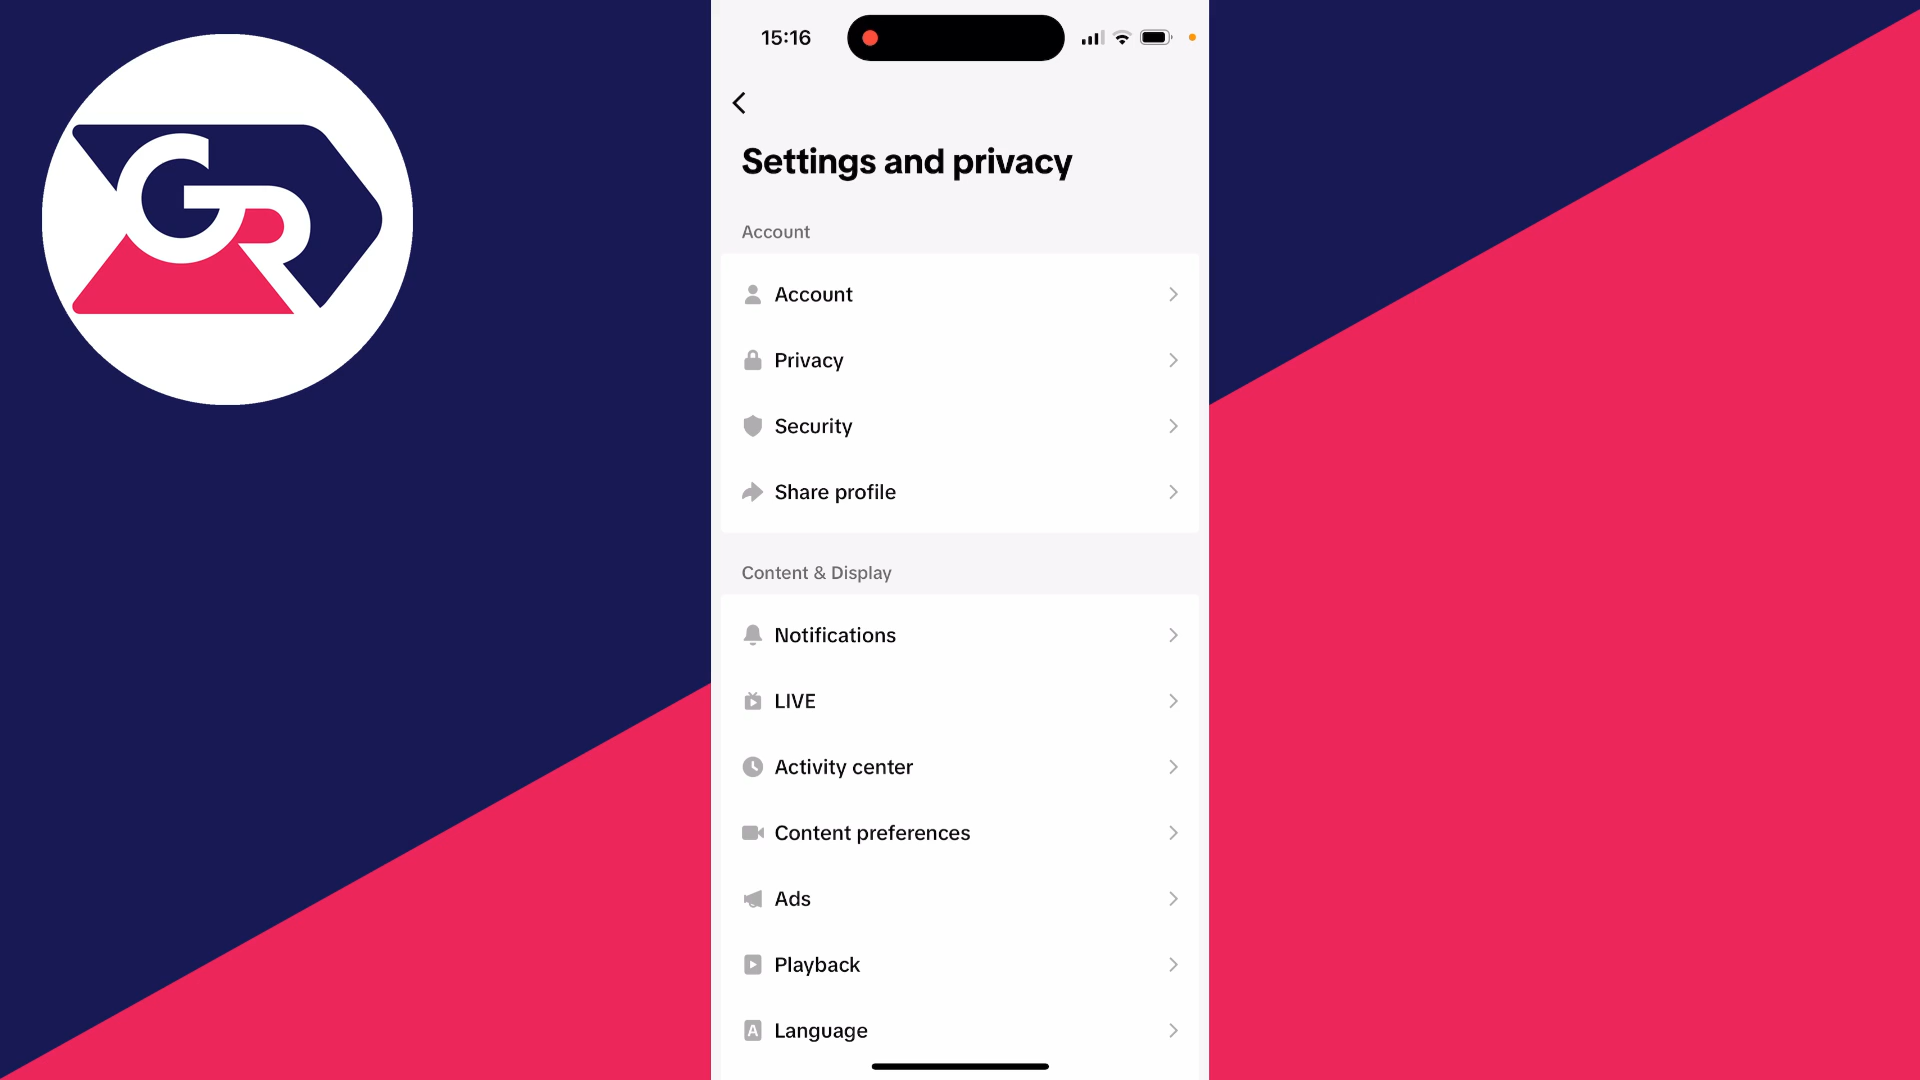 GR
15:16
Settings and privacy
Account
Account
Privacy
Security
Share profile
Content & Display
Notifications
LIVE
Activity center
Content preferences
Ads
Playback
A Language